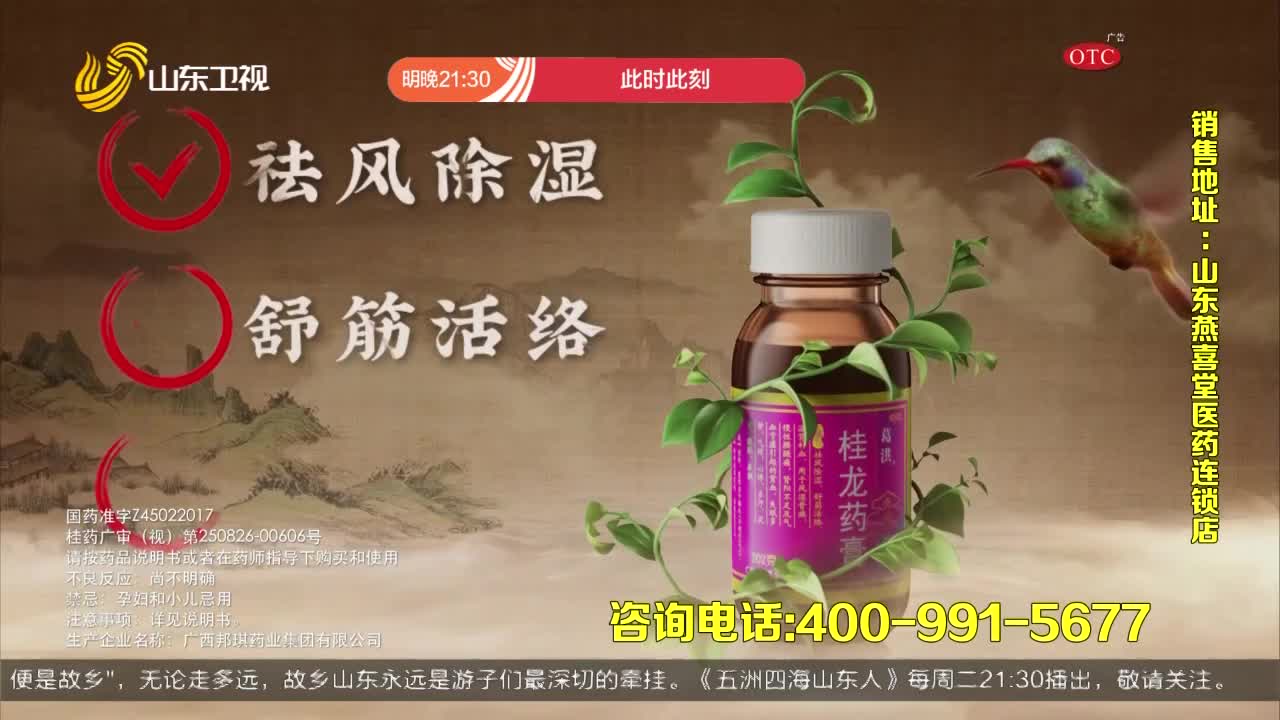 山东卫视
明晚21:30
此时此刻
广告
OTC
祛风除湿
舒筋活络
销售地址：山东燕喜堂医药连锁店
葛洪
桂龙药膏
202克
国药准字Z45022017
桂药广审（视）第250826-00606号
请按药品说明书或者在药师指导下购买和使用
不良反应：尚不明确
禁忌：孕妇和小儿忌用
注意事项：详见说明书。
生产企业名称：广西邦琪药业集团有限公司
咨询电话:400-991-5677
便是故乡"，无论走多远，故乡山东永远是游子们最深切的牵挂。《五洲四海山东人》每周二21:30播出，敬请关注。